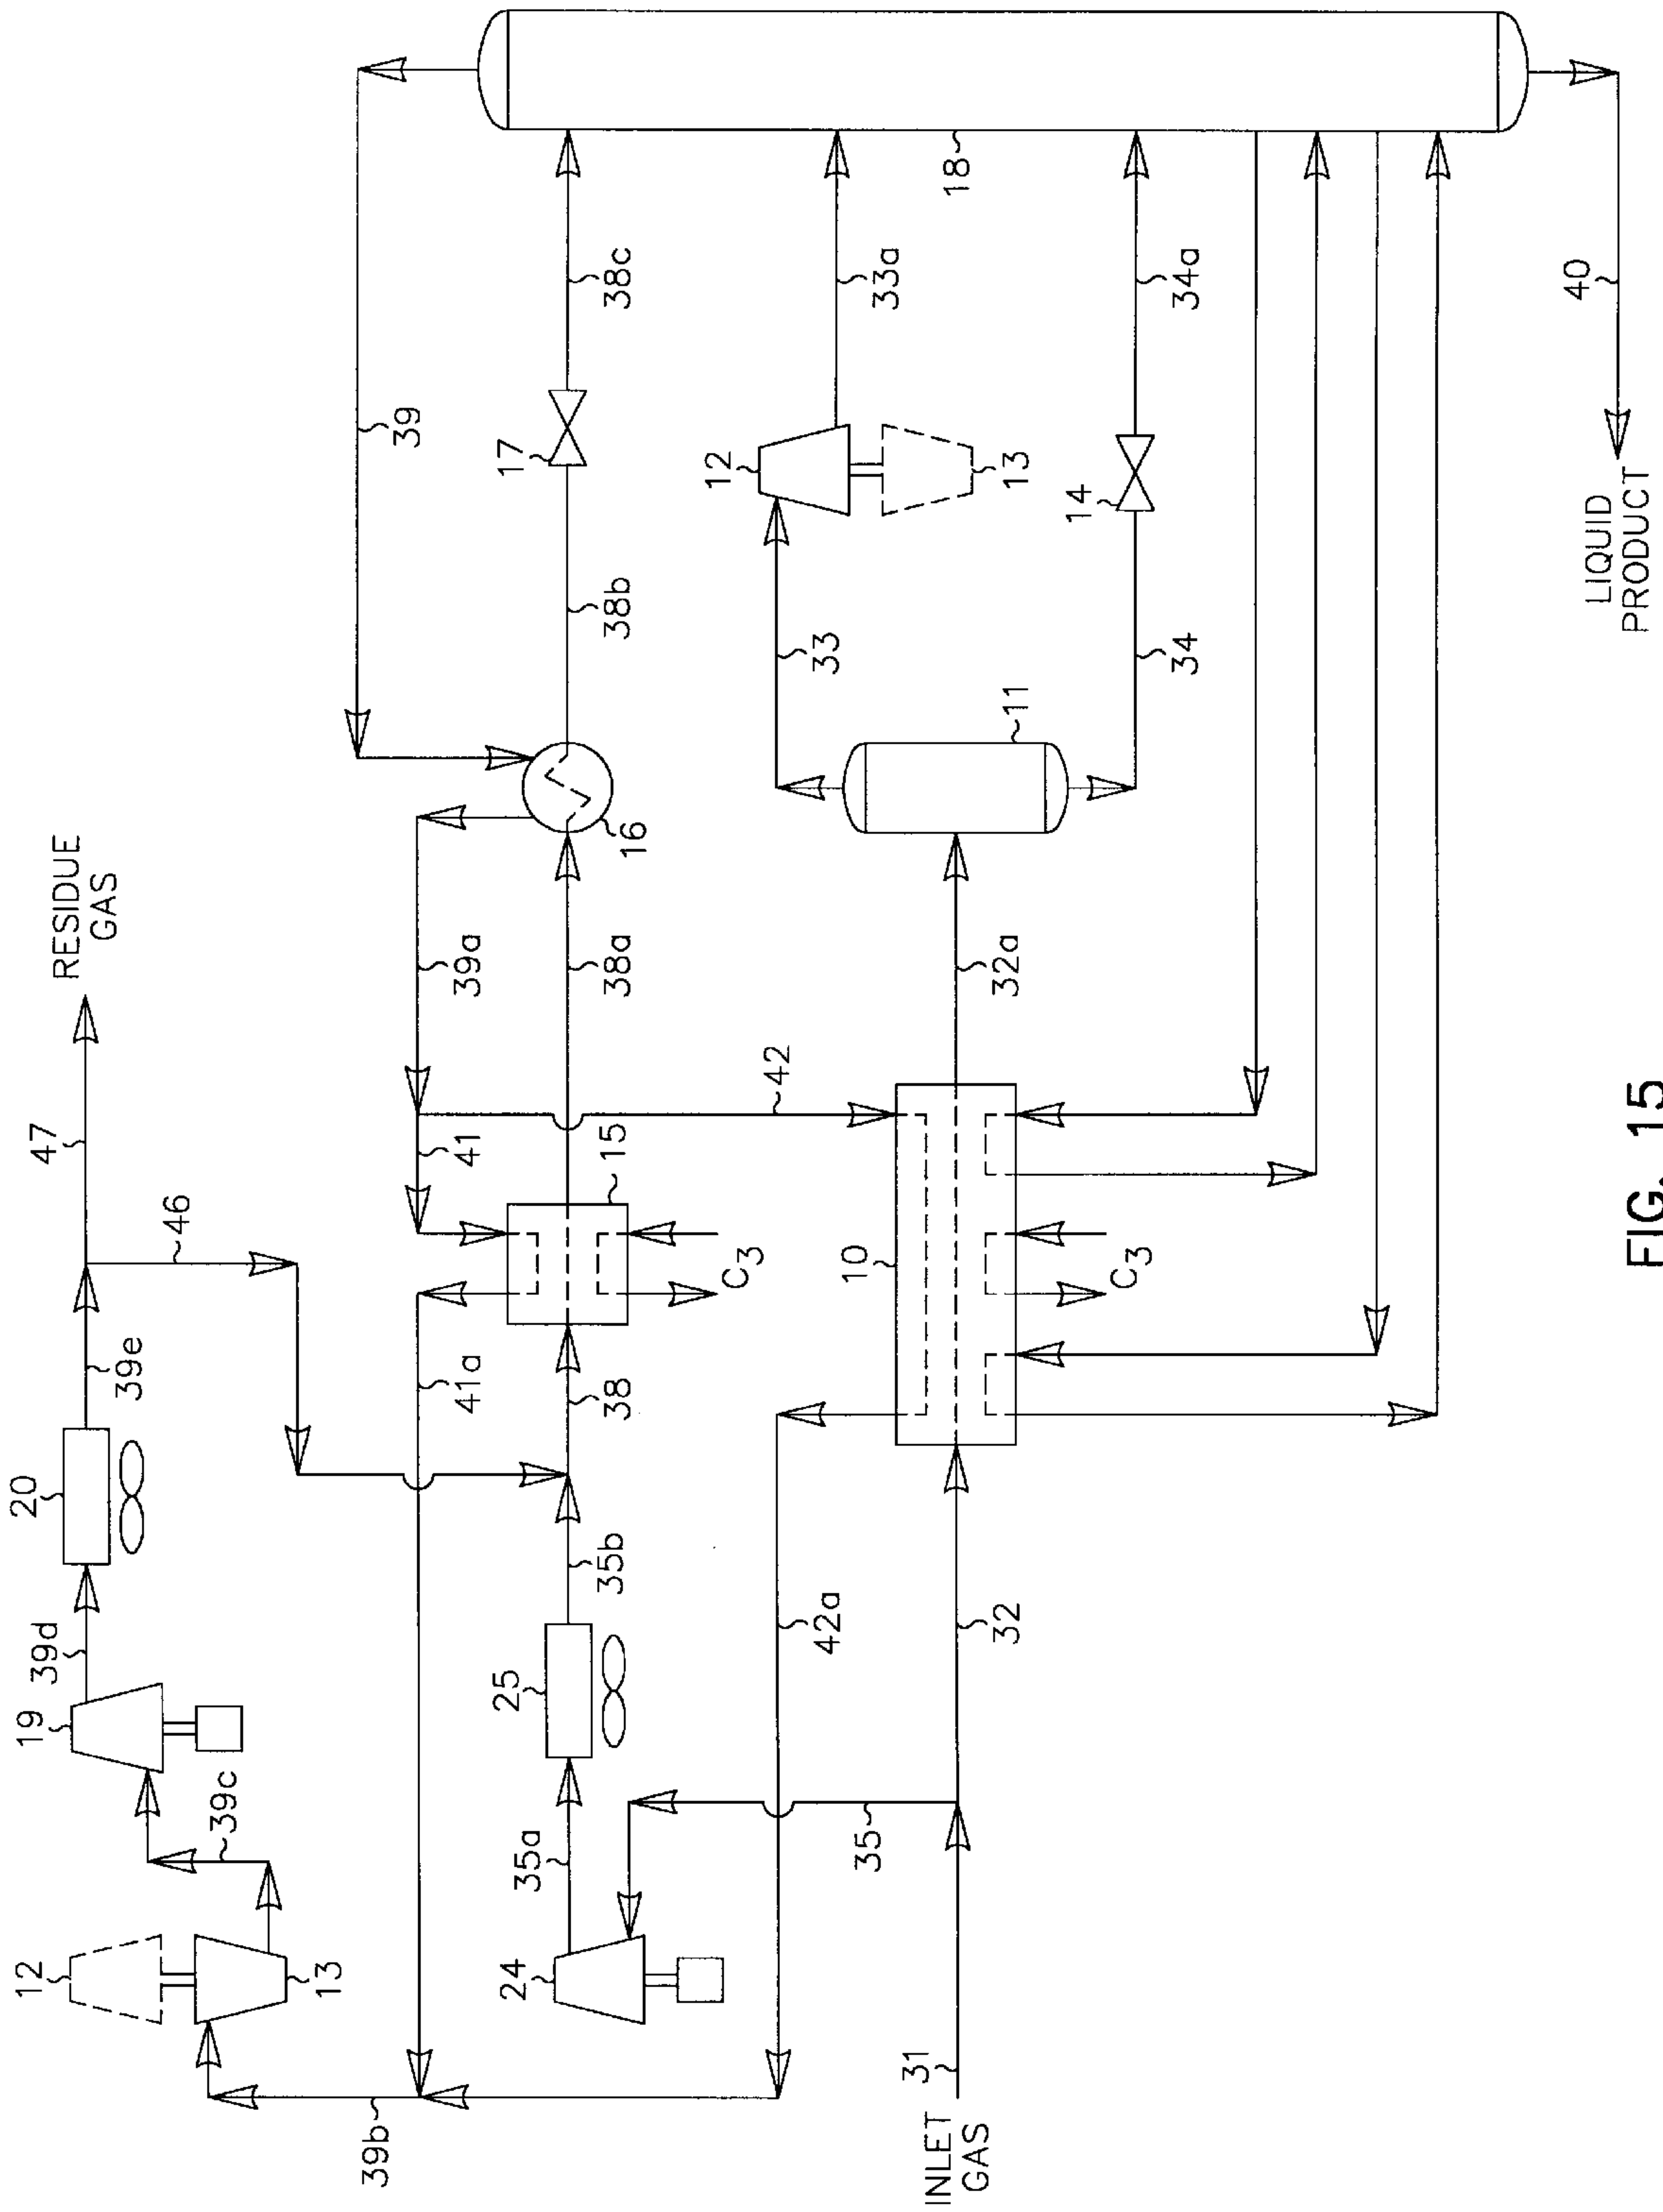 RESIDUE
GAS
12
13
39b
39c
19
39d
20
39e
46
47
24
35a
25
35b
38
41a
41
15
C3
39a
38a
16
39
38b
17
38c
INLET
GAS
31
35
32
42a
10
C3
42
32a
11
33
34
12
13
14
33a
34a
18
40
LIQUID
PRODUCT
FIG. 15